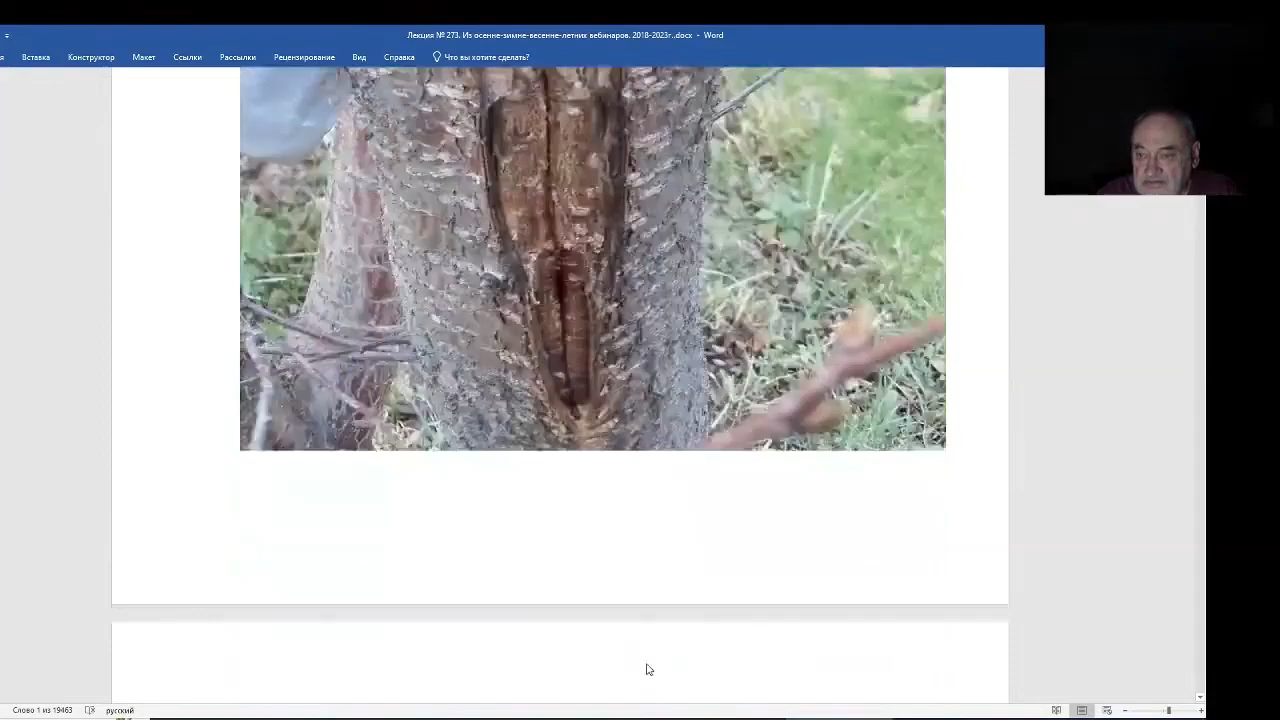 Лекция № 273. Из осенне-зимне-весенне-летних вебинаров. 2018-2023г..docx - Word
я Вставка Конструктор Макет Ссылки Рассылки Рецензирование Вид Справка Что вы хотите сделать?
Слово 1 из 19463 русский